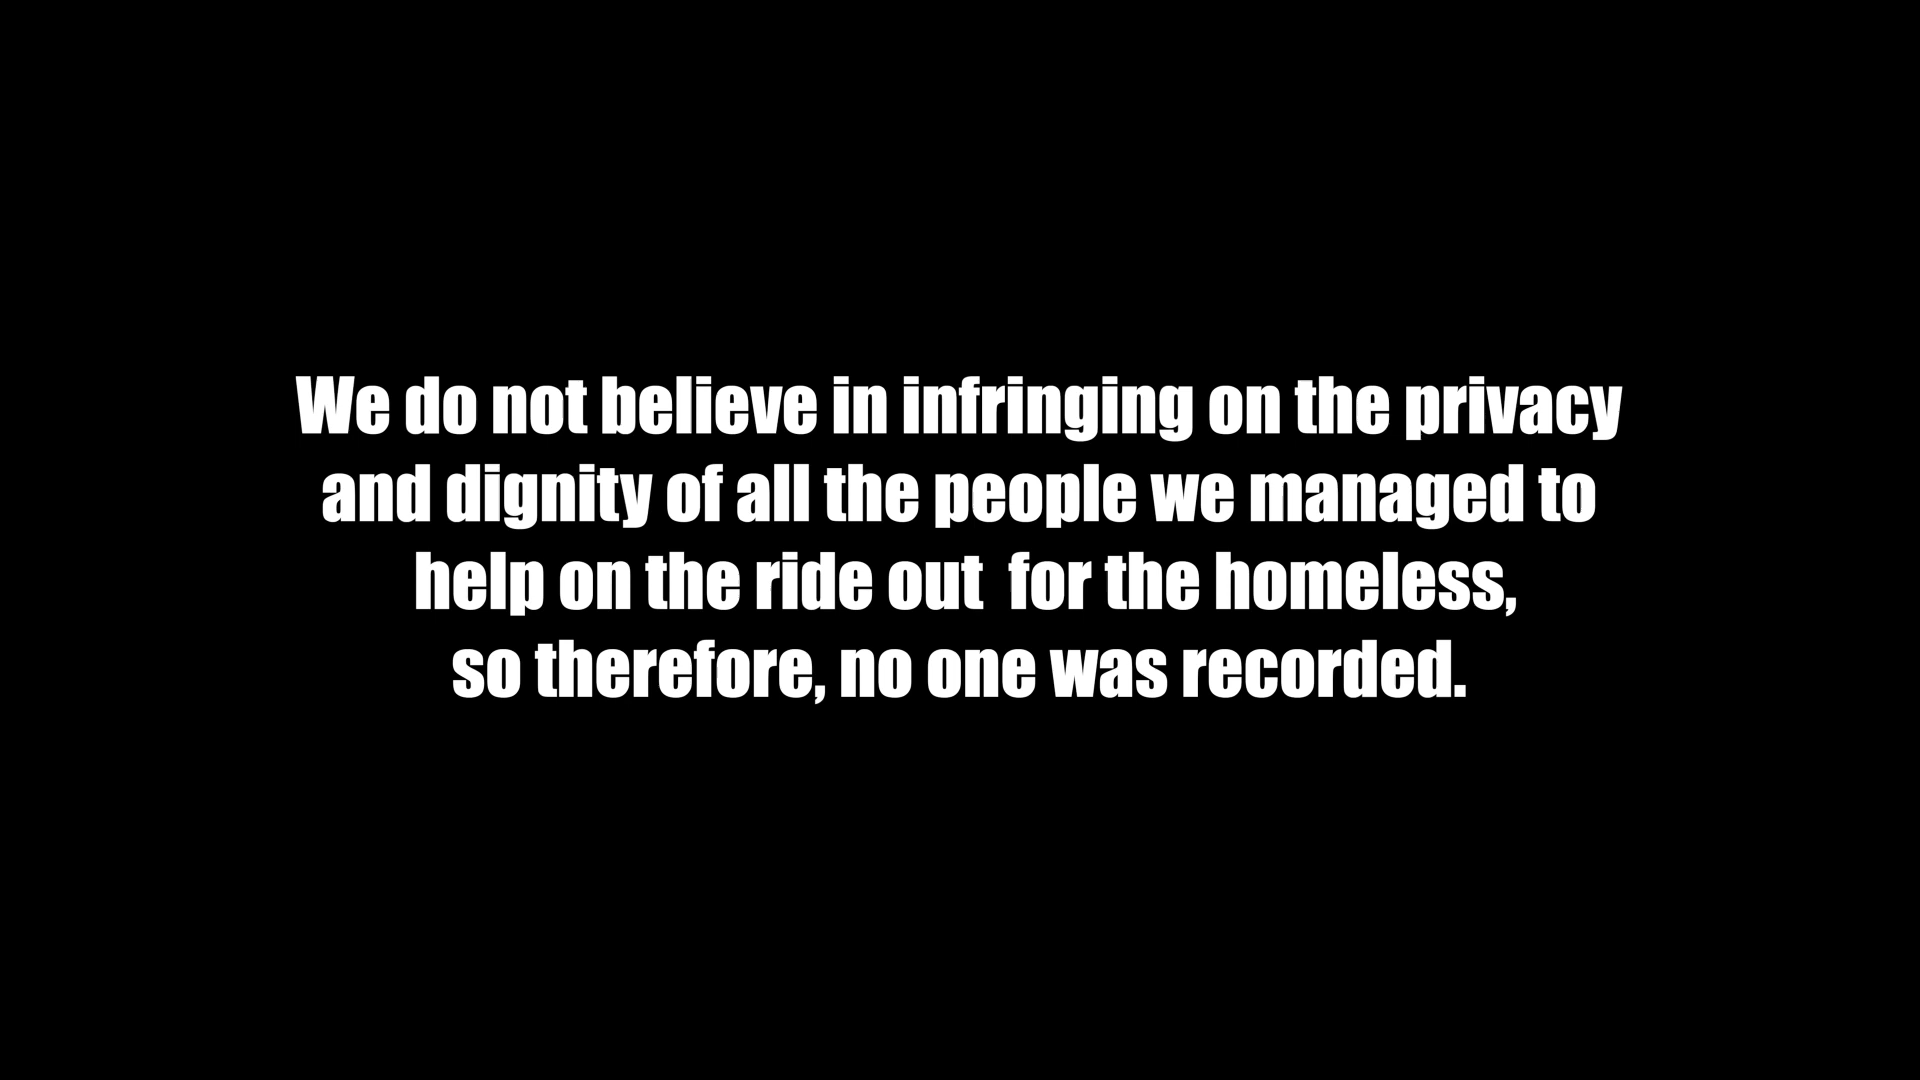 We do not believe in infringing on the privacy
and dignity of all the people we managed to
help on the ride out  for the homeless,
so therefore, no one was recorded.